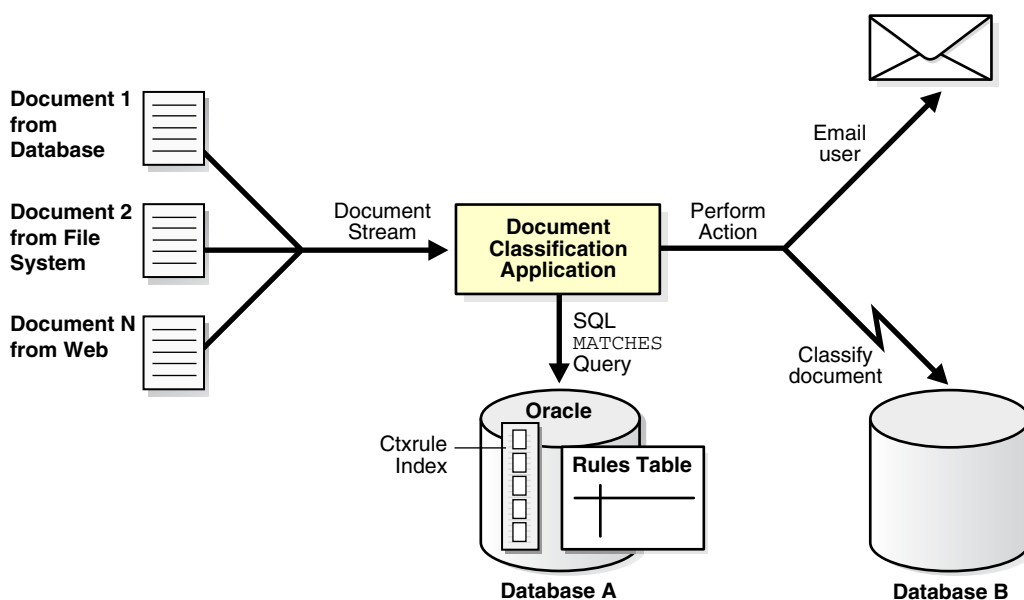 Document 1
from
Database
Document 2
from File
System
Document N
from Web
Document
Stream
Document
Classification
Application
Perform
Action
Email
user
Classify
document
SQL
MATCHES
Query
Oracle
Ctxrule
Index
Rules Table
Database A
Database B